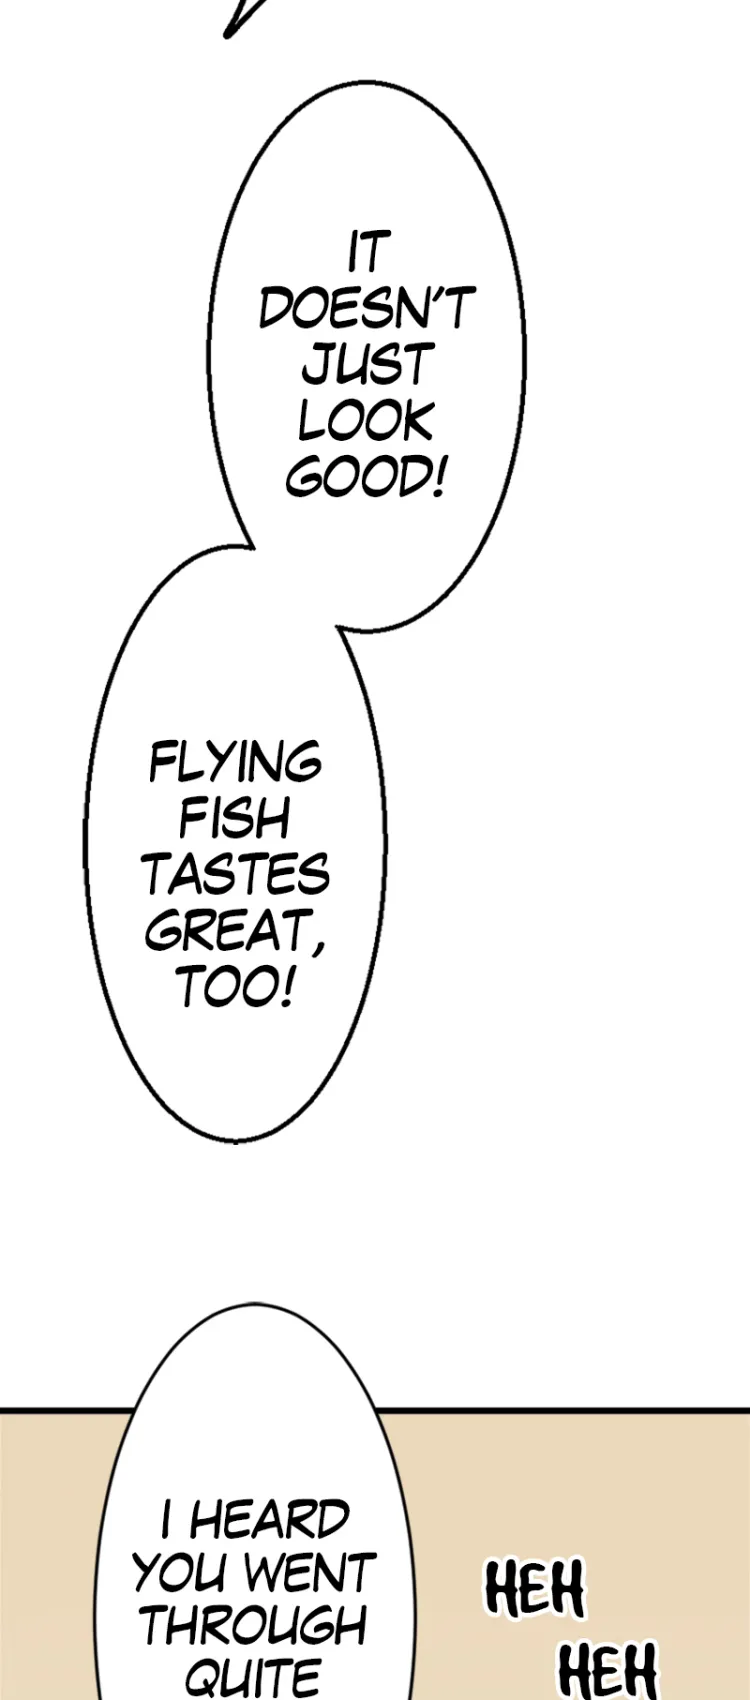 IT
DOESN'T
JUST
LOOK
GOOD!
FLYING
FISH
TASTES
GREAT,
TOO!
I HEARD
YOU WENT
THROUGH
QUITE
HEH
HEH